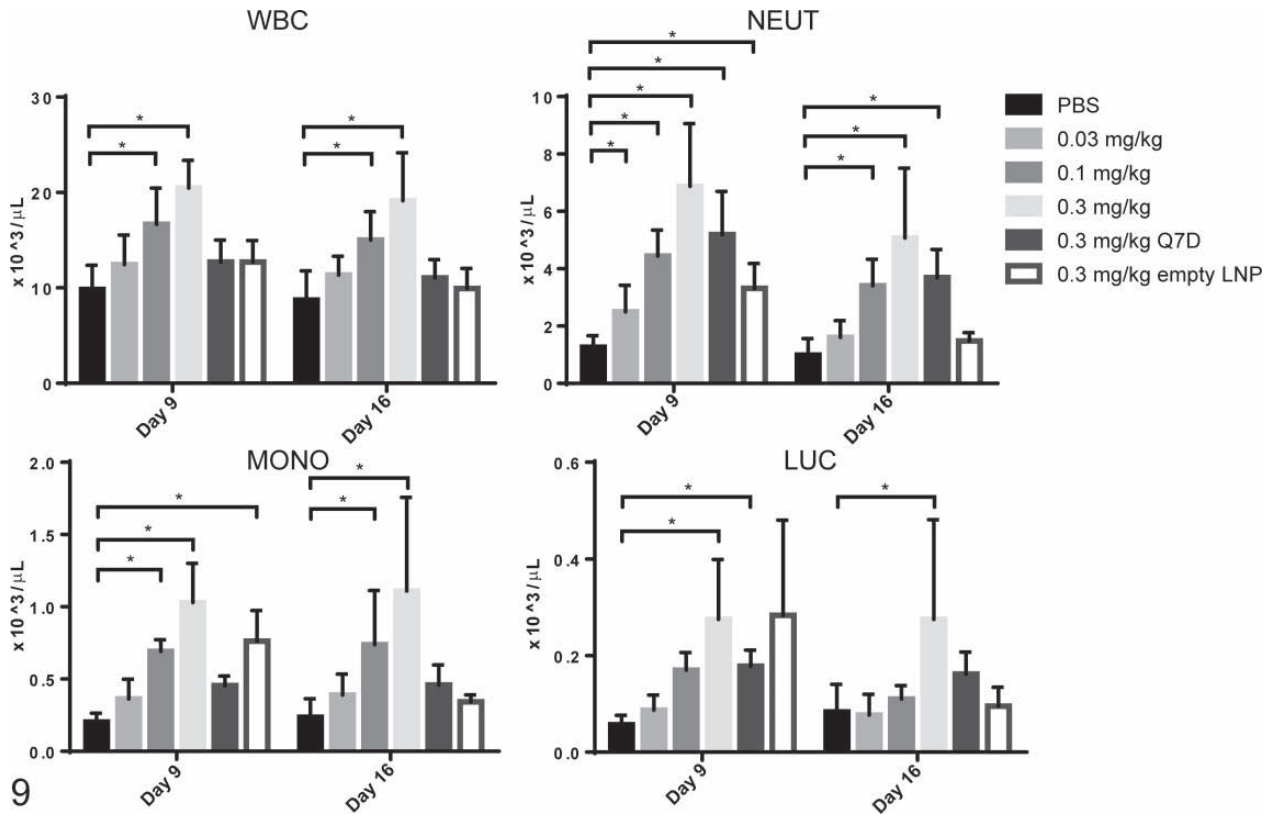 WBC
* *
* *
30
20
10
0
x10^3/μL
Day 9
Day 16
NEUT
*
*
*
*
*
*
*
*
10
8
6
4
2
0
x10^3/μL
Day 9
Day 16
PBS
0.03 mg/kg
0.1 mg/kg
0.3 mg/kg
0.3 mg/kg Q7D
0.3 mg/kg empty LNP
MONO
*
*
*
*
*
2.0
1.5
1.0
0.5
0.0
x10^3/μL
Day 9
Day 16
LUC
* *
*
0.6
0.4
0.2
0.0
x10^3/μL
Day 9
Day 16
9